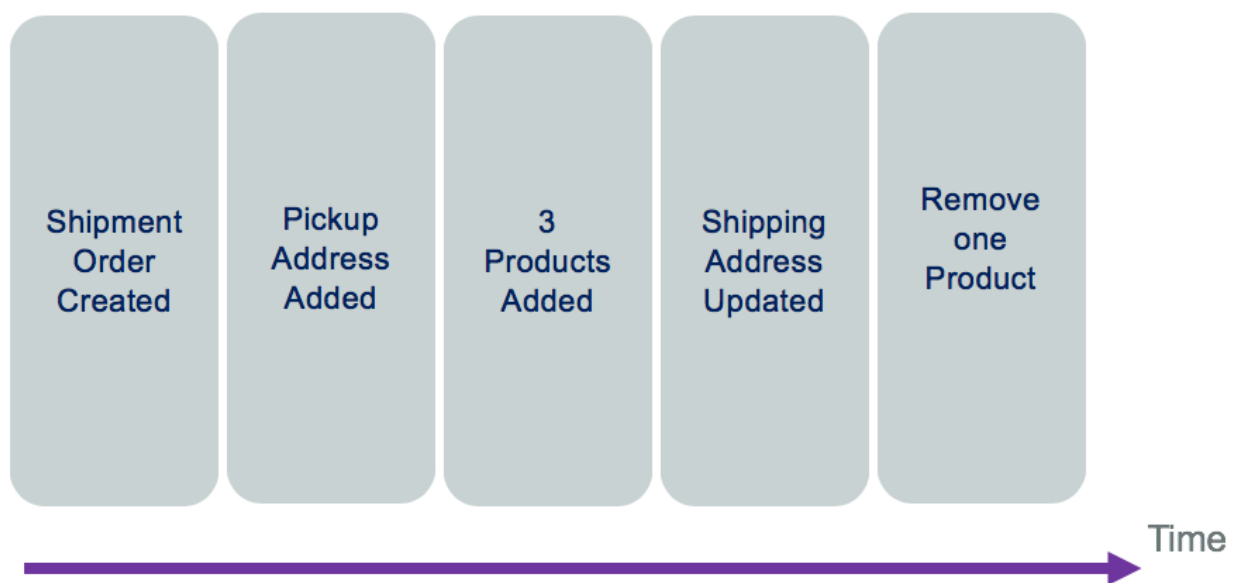 Shipment
Order
Created
Pickup
Address
Added
3
Products
Added
Shipping
Address
Updated
Remove
one
Product
Time